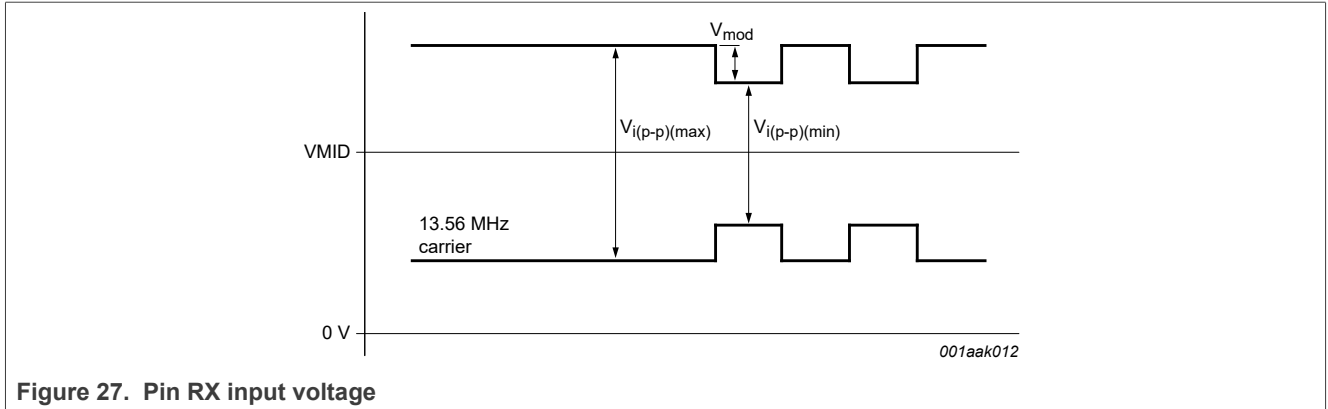 Vmod
Vi(p-p)(max)
Vi(p-p)(min)
VMID
13.56 MHz
carrier
0 V
001aak012
Figure 27. Pin RX input voltage